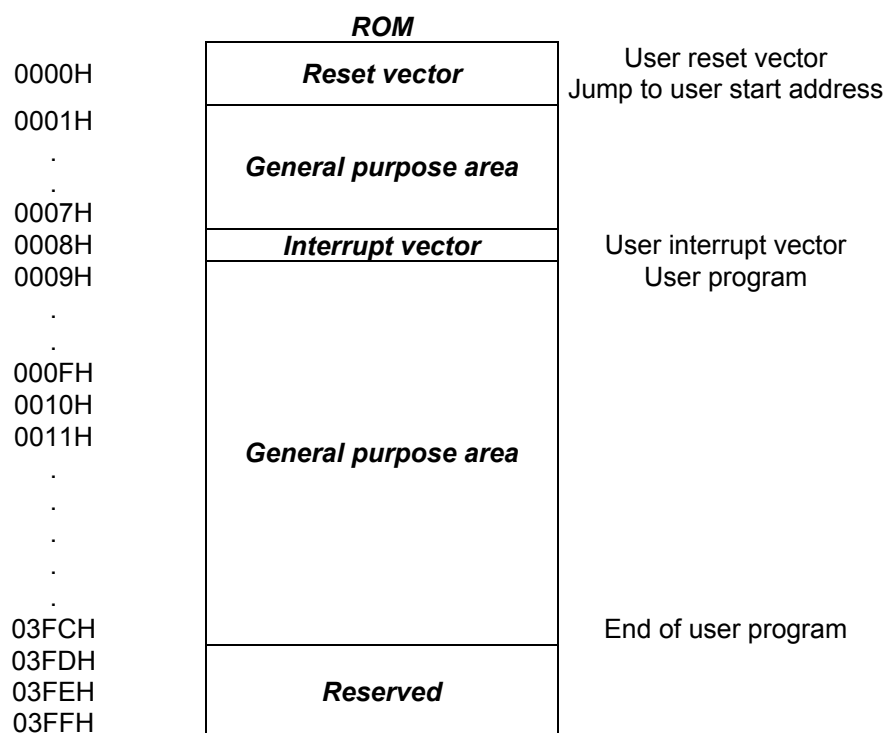 ROM
0000H Reset vector User reset vector
Jump to user start address
0001H
.
General purpose area
.
0007H
0008H Interrupt vector User interrupt vector
0009H User program
.
.
000FH
0010H
0011H
General purpose area
.
.
.
.
.
03FCH End of user program
03FDH
03FEH Reserved
03FFH